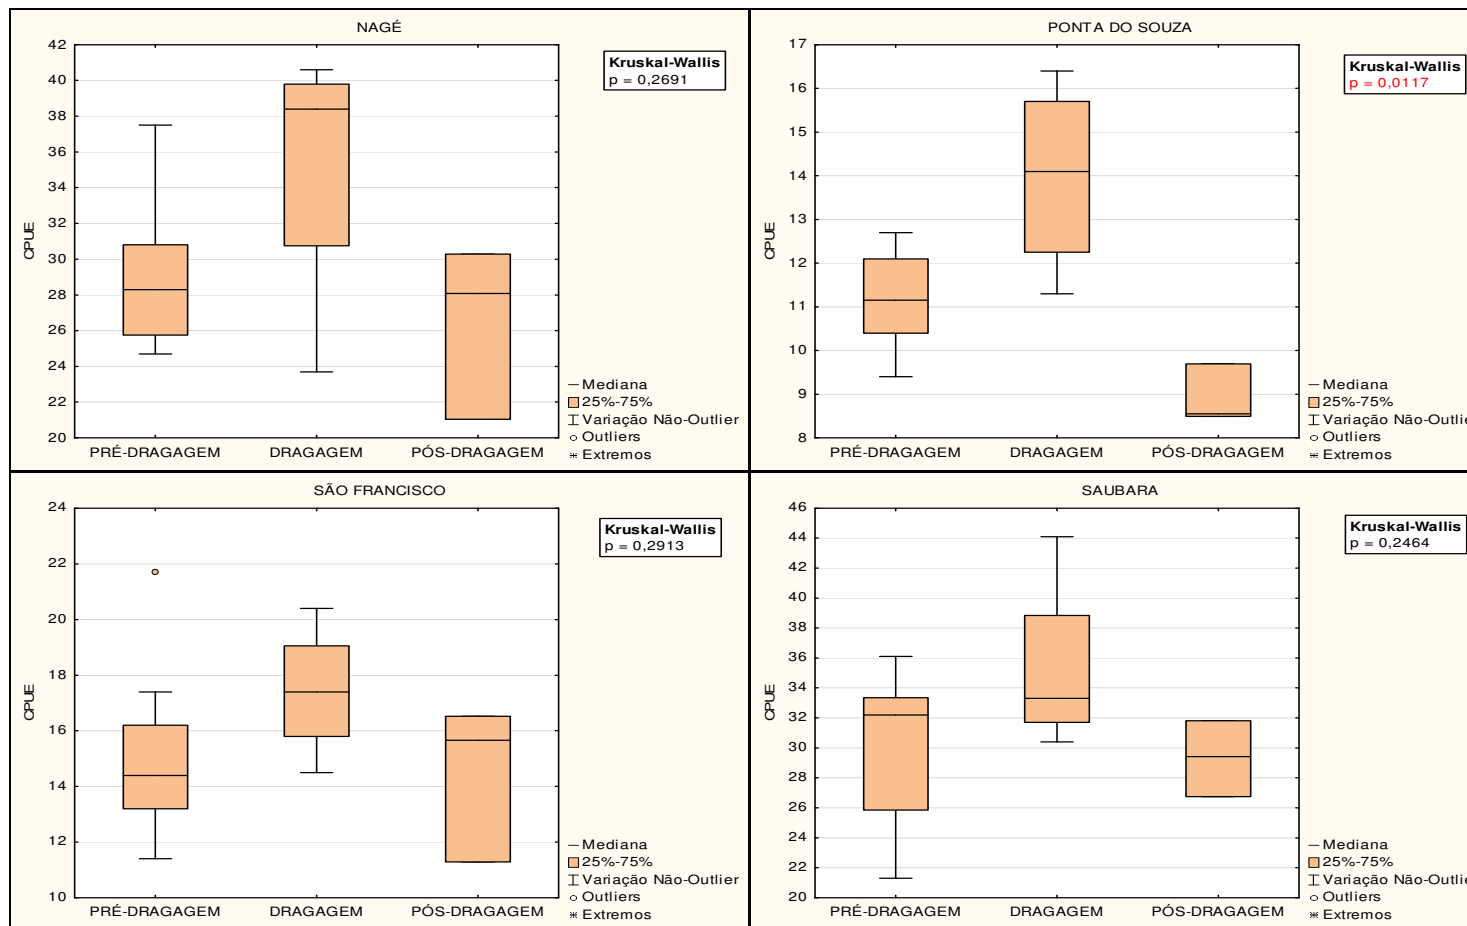 NAGÉ
Kruskal-Wallis
p = 0,2691
42
40
38
36
34
32
30
28
26
24
22
20
CPUE
PRÉ-DRAGAGEM DRAGAGEM PÓS-DRAGAGEM
Mediana
25%-75%
Variação Não-Outlier
Outliers
Extremos
PONTA DO SOUZA
Kruskal-Wallis
p = 0,0117
17
16
15
14
13
12
11
10
9
8
CPUE
PRÉ-DRAGAGEM DRAGAGEM PÓS-DRAGAGEM
Mediana
25%-75%
Variação Não-Outlie
Outliers
Extremos
SÃO FRANCISCO
Kruskal-Wallis
p = 0,2913
24
22
20
18
16
14
12
10
CPUE
PRÉ-DRAGAGEM DRAGAGEM PÓS-DRAGAGEM
Mediana
25%-75%
Variação Não-Outlier
Outliers
Extremos
SAUBARA
Kruskal-Wallis
p = 0,2464
46
44
42
40
38
36
34
32
30
28
26
24
22
20
CPUE
PRÉ-DRAGAGEM DRAGAGEM PÓS-DRAGAGEM
Mediana
25%-75%
Variação Não-Outlie
Outliers
Extremos